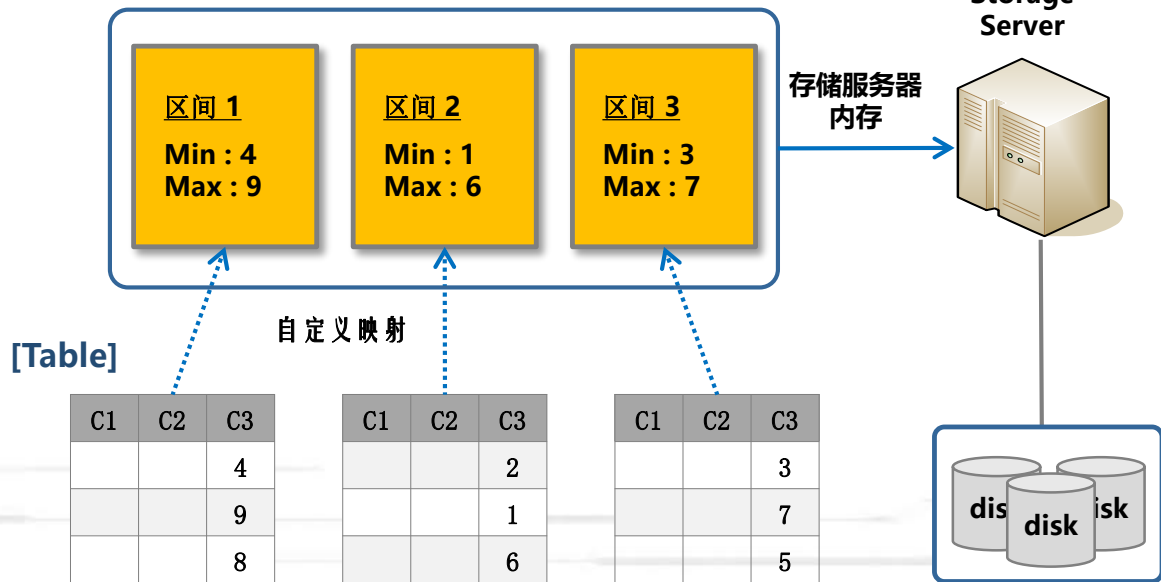 Storage
Server
区间 1
Min : 4
Max : 9
区间 2
Min : 1
Max : 6
区间 3
Min : 3
Max : 7
存储服务器
内存
自定义映射
[Table]
C1 C2 C3
4
9
8
C1 C2 C3
2
1
6
C1 C2 C3
3
7
5
dis
disk
isk